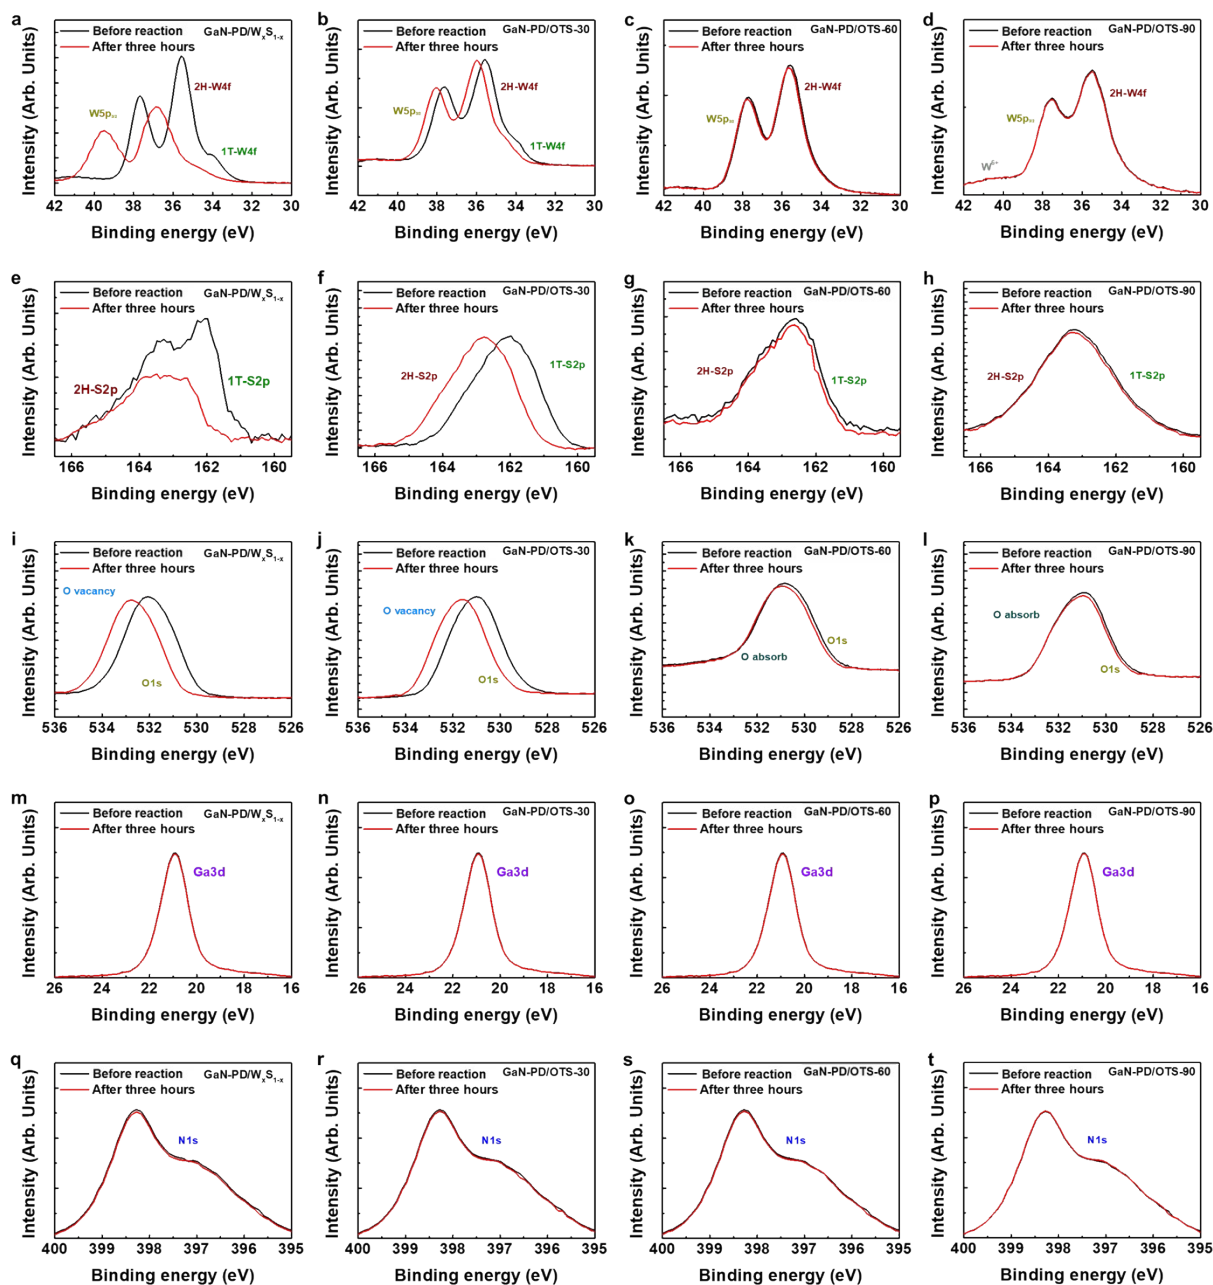 a
Before reaction GaN-PD/WₓS₁₋ₓ
After three hours
2H-W4f
W5p₃₂
1T-W4f
Intensity (Arb. Units)
42 40 38 36 34 32 30
Binding energy (eV)
b
Before reaction GaN-PD/OTS-30
After three hours
2H-W4f
W5p₃₂
1T-W4f
Intensity (Arb. Units)
42 40 38 36 34 32 30
Binding energy (eV)
c
Before reaction GaN-PD/OTS-60
After three hours
2H-W4f
W5p₃₂
Intensity (Arb. Units)
42 40 38 36 34 32 30
Binding energy (eV)
d
Before reaction GaN-PD/OTS-90
After three hours
2H-W4f
W5p₃₂
W⁶⁺
Intensity (Arb. Units)
42 40 38 36 34 32 30
Binding energy (eV)
e
Before reaction GaN-PD/WₓS₁₋ₓ
After three hours
2H-S2p
1T-S2p
Intensity (Arb. Units)
166 164 162 160
Binding energy (eV)
f
Before reaction GaN-PD/OTS-30
After three hours
1T-S2p
2H-S2p
Intensity (Arb. Units)
166 164 162 160
Binding energy (eV)
g
Before reaction GaN-PD/OTS-60
After three hours
2H-S2p
1T-S2p
Intensity (Arb. Units)
166 164 162 160
Binding energy (eV)
h
Before reaction GaN-PD/OTS-90
After three hours
2H-S2p
1T-S2p
Intensity (Arb. Units)
166 164 162 160
Binding energy (eV)
i
Before reaction GaN-PD/WₓS₁₋ₓ
After three hours
O vacancy
O1s
Intensity (Arb. Units)
536 534 532 530 528 526
Binding energy (eV)
j
Before reaction GaN-PD/OTS-30
After three hours
O vacancy
O1s
Intensity (Arb. Units)
536 534 532 530 528 526
Binding energy (eV)
k
Before reaction GaN-PD/OTS-60
After three hours
O1s
O absorb
Intensity (Arb. Units)
536 534 532 530 528 526
Binding energy (eV)
l
Before reaction GaN-PD/OTS-90
After three hours
O absorb
O1s
Intensity (Arb. Units)
536 534 532 530 528 526
Binding energy (eV)
m
Before reaction GaN-PD/WₓS₁₋ₓ
After three hours
Ga3d
Intensity (Arb. Units)
26 24 22 20 18 16
Binding energy (eV)
n
Before reaction GaN-PD/OTS-30
After three hours
Ga3d
Intensity (Arb. Units)
26 24 22 20 18 16
Binding energy (eV)
o
Before reaction GaN-PD/OTS-60
After three hours
Ga3d
Intensity (Arb. Units)
26 24 22 20 18 16
Binding energy (eV)
p
Before reaction GaN-PD/OTS-90
After three hours
Ga3d
Intensity (Arb. Units)
26 24 22 20 18 16
Binding energy (eV)
q
Before reaction GaN-PD/WₓS₁₋ₓ
After three hours
N1s
Intensity (Arb. Units)
400 399 398 397 396 395
Binding energy (eV)
r
Before reaction GaN-PD/OTS-30
After three hours
N1s
Intensity (Arb. Units)
400 399 398 397 396 395
Binding energy (eV)
s
Before reaction GaN-PD/OTS-60
After three hours
N1s
Intensity (Arb. Units)
400 399 398 397 396 395
Binding energy (eV)
t
Before reaction GaN-PD/OTS-90
After three hours
N1s
Intensity (Arb. Units)
400 399 398 397 396 395
Binding energy (eV)